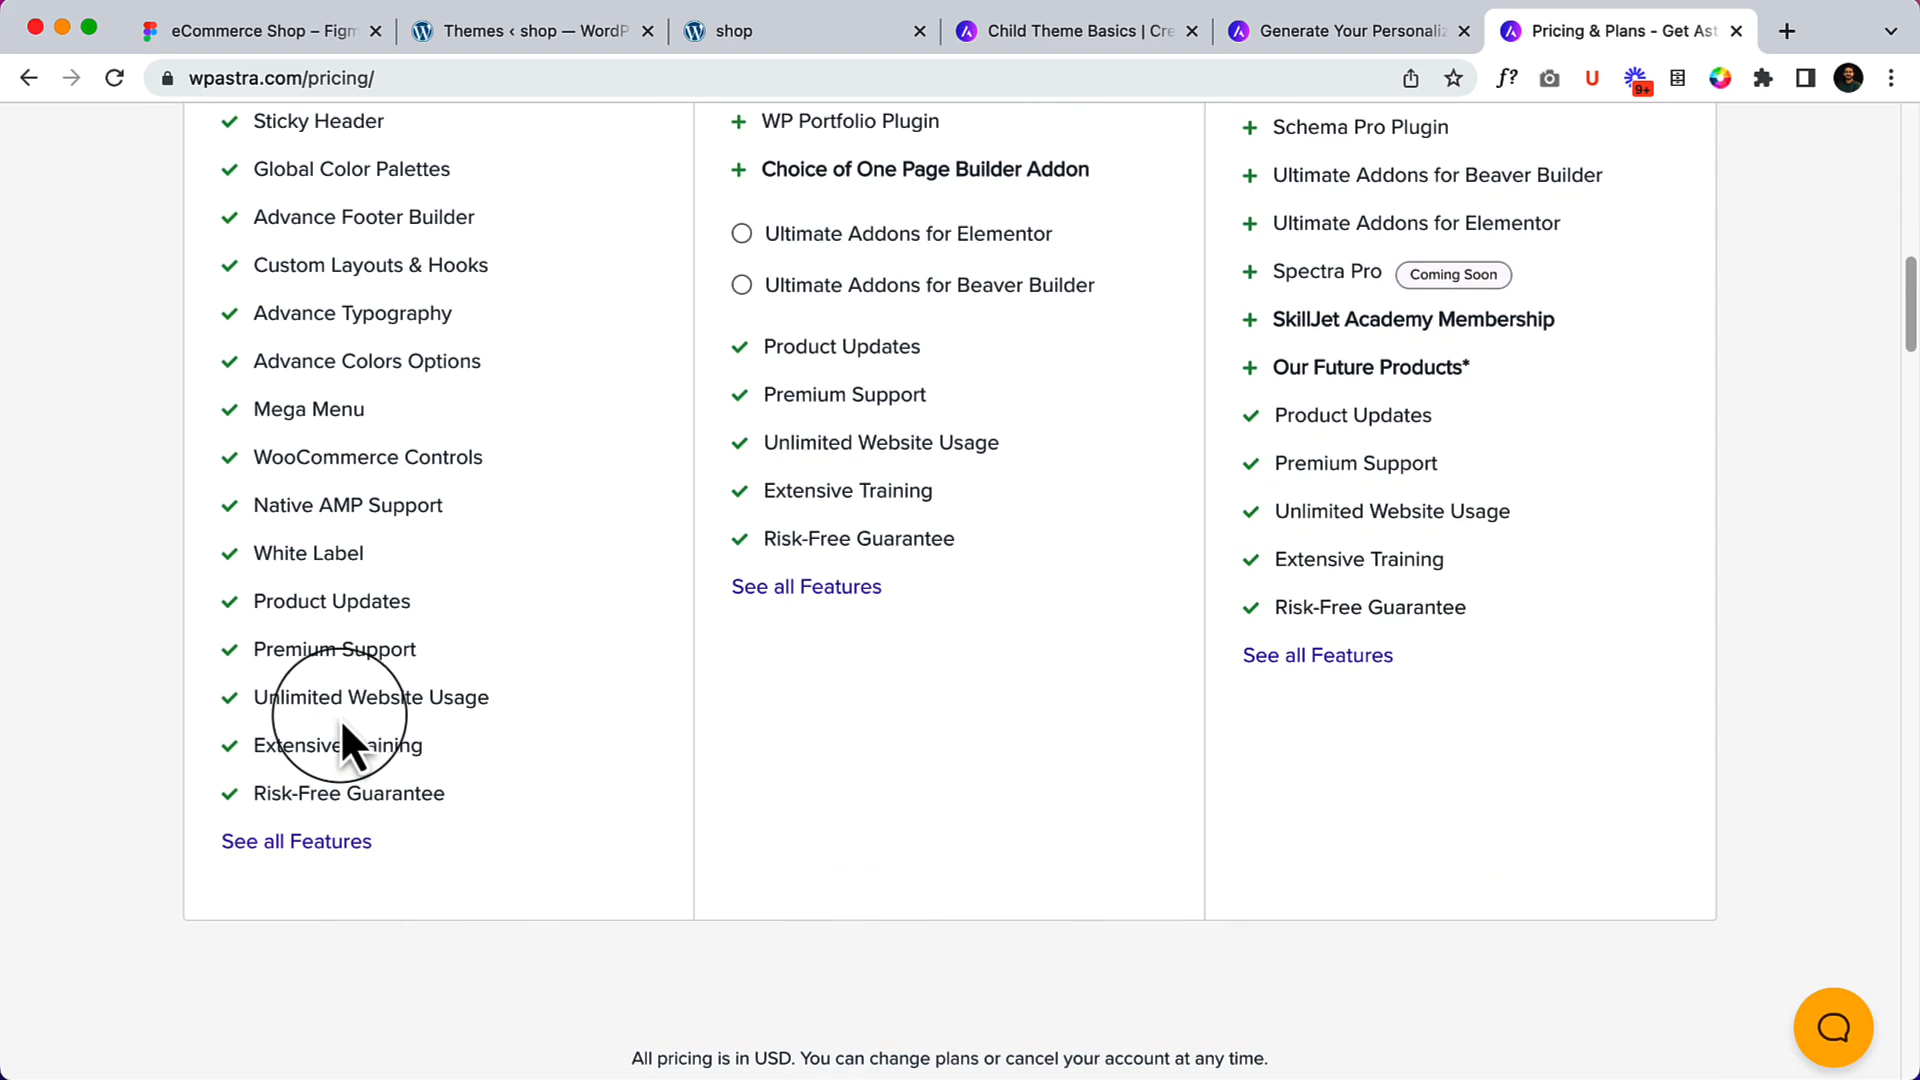 eCommerce Shop – Figm
Themes ‹ shop — WordP
shop
Child Theme Basics | Cre
Generate Your Personaliz
Pricing & Plans - Get Ast
wpastra.com/pricing/
f?
U
9+
Sticky Header
Global Color Palettes
Advance Footer Builder
Custom Layouts & Hooks
Advance Typography
Advance Colors Options
Mega Menu
WooCommerce Controls
Native AMP Support
White Label
Product Updates
Premium Support
Unlimited Website Usage
Extensive Training
Risk-Free Guarantee
See all Features
WP Portfolio Plugin
Choice of One Page Builder Addon
Ultimate Addons for Elementor
Ultimate Addons for Beaver Builder
Product Updates
Premium Support
Unlimited Website Usage
Extensive Training
Risk-Free Guarantee
See all Features
Schema Pro Plugin
Ultimate Addons for Beaver Builder
Ultimate Addons for Elementor
Spectra Pro Coming Soon
SkillJet Academy Membership
Our Future Products*
Product Updates
Premium Support
Unlimited Website Usage
Extensive Training
Risk-Free Guarantee
See all Features
All pricing is in USD. You can change plans or cancel your account at any time.